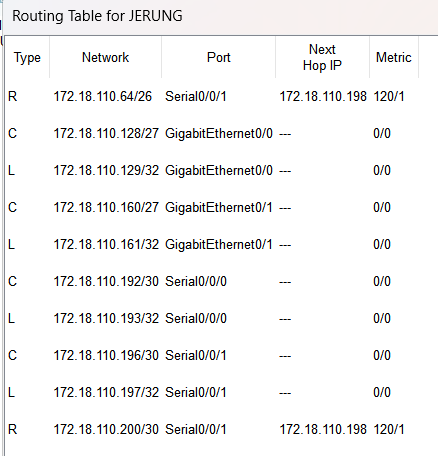 Routing Table for JERUNG
Type Network Port Next Hop IP Metric
R 172.18.110.64/26 Serial0/0/1 172.18.110.198 120/1
C 172.18.110.128/27 GigabitEthernet0/0 --- 0/0
L 172.18.110.129/32 GigabitEthernet0/0 --- 0/0
C 172.18.110.160/27 GigabitEthernet0/1 --- 0/0
L 172.18.110.161/32 GigabitEthernet0/1 --- 0/0
C 172.18.110.192/30 Serial0/0/0 --- 0/0
L 172.18.110.193/32 Serial0/0/0 --- 0/0
C 172.18.110.196/30 Serial0/0/1 --- 0/0
L 172.18.110.197/32 Serial0/0/1 --- 0/0
R 172.18.110.200/30 Serial0/0/1 172.18.110.198 120/1